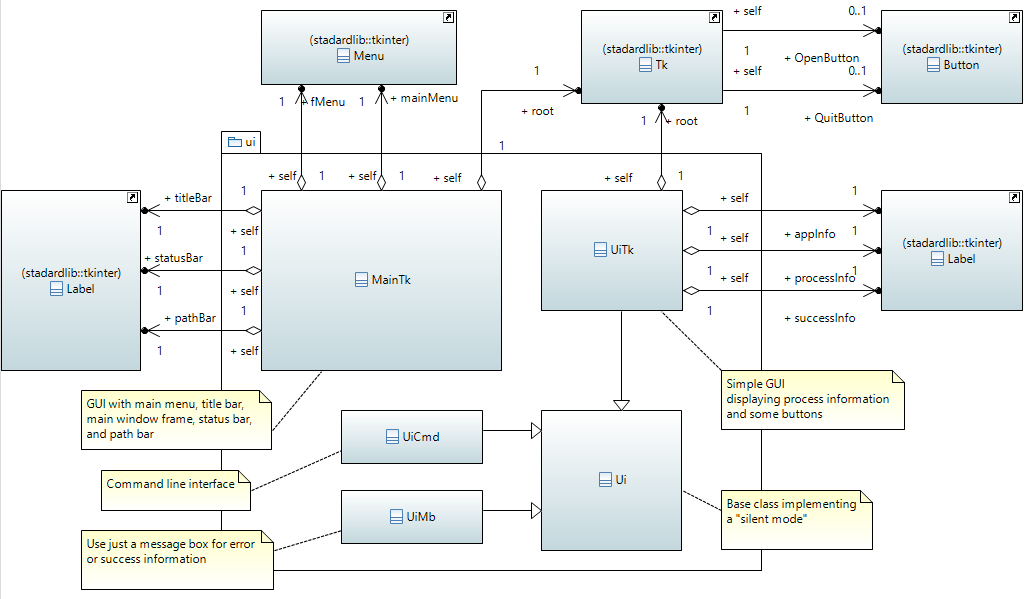 (stadardlib::tkinter)
Menu
(stadardlib::tkinter)
Tk
(stadardlib::tkinter)
Button
+ self
0..1
1
+ OpenButton
+ self
0..1
1
+ QuitButton
1
+ fMenu
1
+ mainMenu
1
+ root
1
+ root
ui
1
+ self
1
+ self
1
+ self
+ self
1
(stadardlib::tkinter)
Label
+ titleBar
1
1
+ self
+ statusBar
1
1
+ self
+ pathBar
1
1
+ self
MainTk
UiTk
+ self
1
1
+ appInfo
+ self
1
1
+ processInfo
+ self
1
1
+ successInfo
(stadardlib::tkinter)
Label
GUI with main menu, title bar,
main window frame, status bar,
and path bar
Simple GUI
displaying process information
and some buttons
UiCmd
Command line interface
Ui
UiMb
Base class implementing
a "silent mode"
Use just a message box for error
or success information